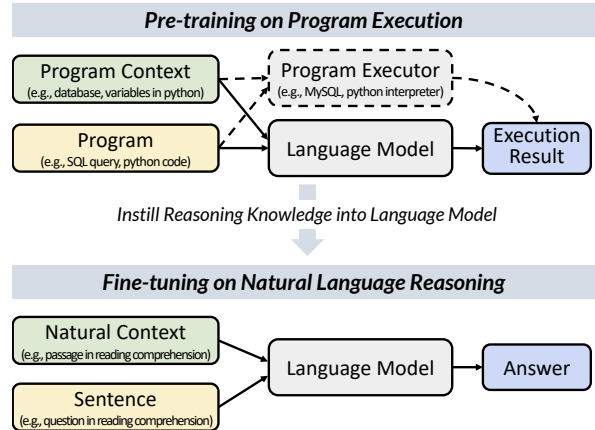 Pre-training on Program Execution
Program Context
(e.g., database, variables in python)
Program Executor
(e.g., MySQL, python interpreter)
Program
(e.g., SQL query, python code)
Language Model
Execution
Result
Instill Reasoning Knowledge into Language Model
Fine-tuning on Natural Language Reasoning
Natural Context
(e.g., passage in reading comprehension)
Language Model
Answer
Sentence
(e.g., question in reading comprehension)